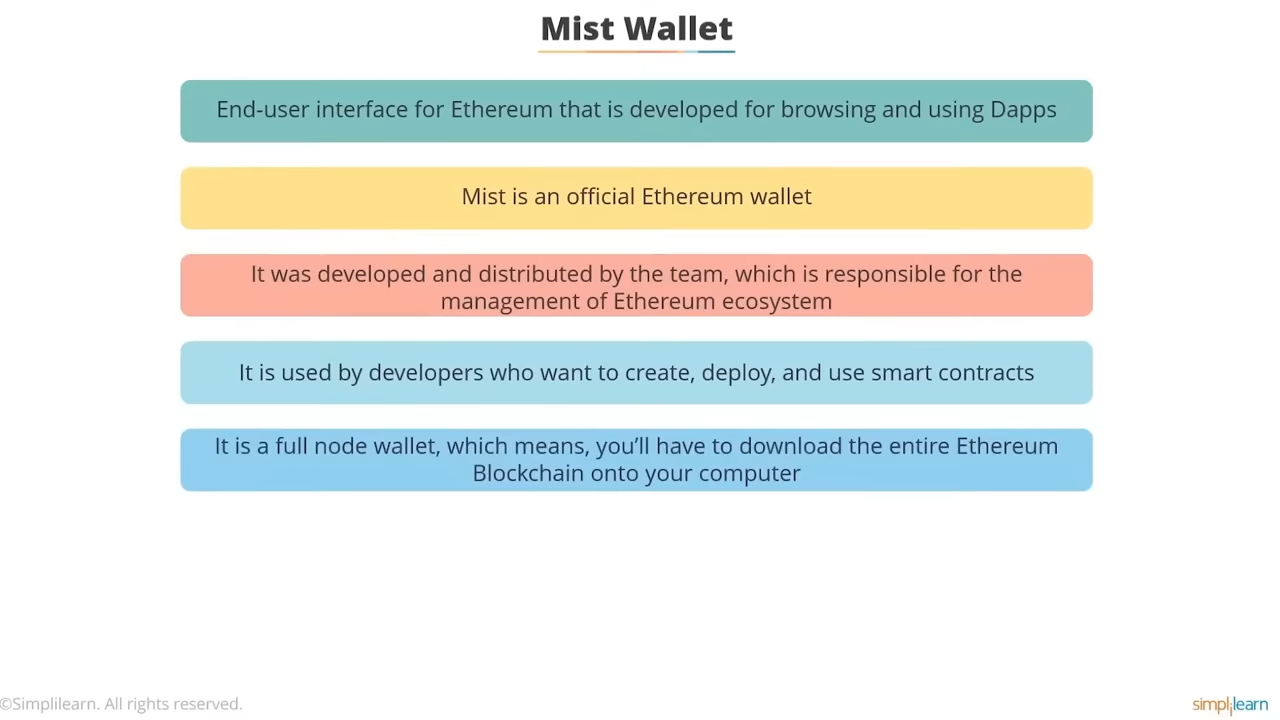 Mist Wallet
End-user interface for Ethereum that is developed for browsing and using Dapps
Mist is an official Ethereum wallet
It was developed and distributed by the team, which is responsible for the
management of Ethereum ecosystem
It is used by developers who want to create, deploy, and use smart contracts
It is a full node wallet, which means, you’ll have to download the entire Ethereum
Blockchain onto your computer
©Simplilearn. All rights reserved.
simplilearn